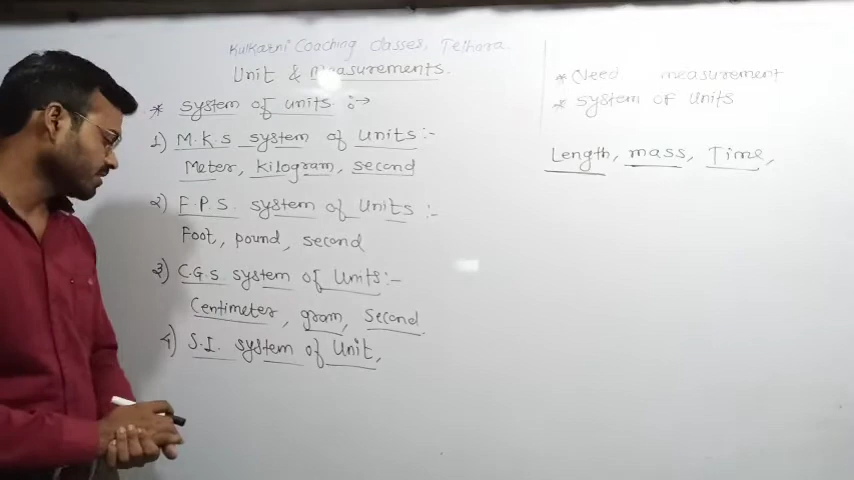 Kulkarni Coaching Classes, Telhara.
Unit & measurements.
* system of units :→
1) M.K.S system of units :-
Meter, kilogram, second
2) F.P.S. system of Units :-
Foot, pound, second
3) C.G.S system of Units :-
Centimeter, gram, Second
4) S.I. system of Unit,
* Need measurement
* system of units
Length, mass, Time,